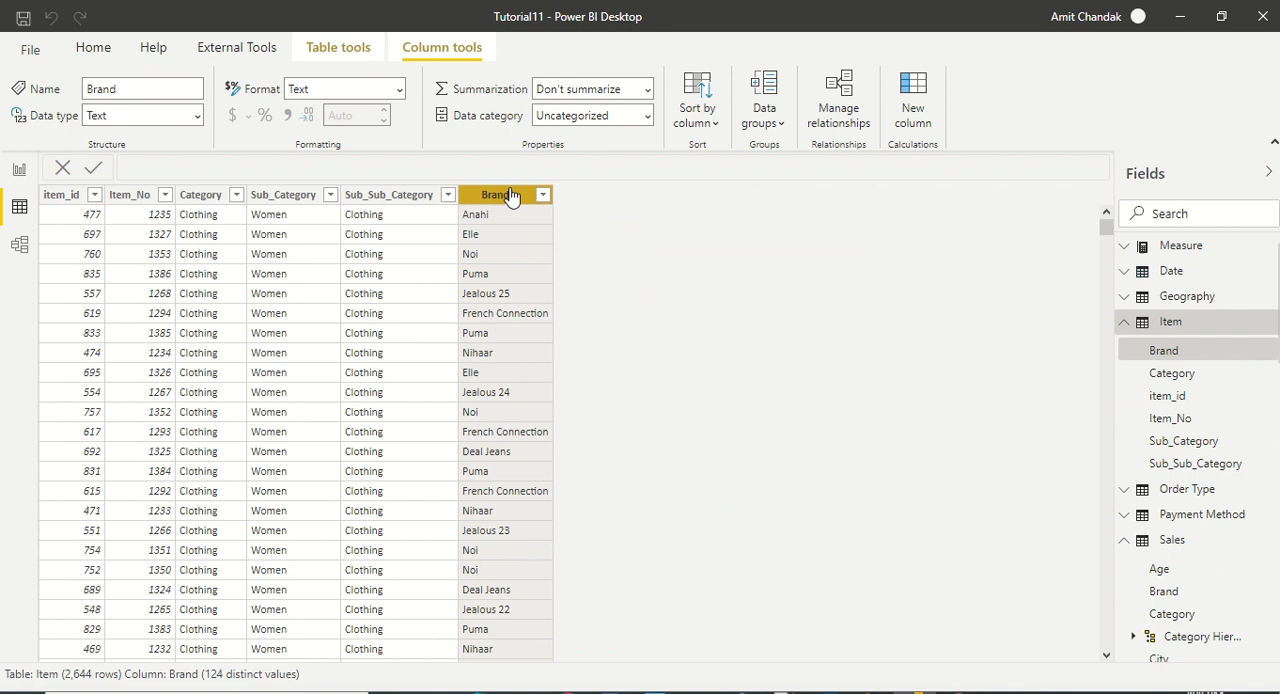 Tutorial11 - Power BI Desktop
Amit Chandak
File Home Help External Tools Table tools Column tools
Name Brand
Data type Text
Structure
$% Format Text
$ % 9 Auto
Formatting
Summarization Don't summarize
Data category Uncategorized
Properties
Sort by
column
Sort
Data
groups
Groups
Manage
relationships
Relationships
New
column
Calculations
item_id Item_No Category Sub_Category Sub_Sub_Category Brand
477 1235 Clothing Women Clothing Anahi
697 1327 Clothing Women Clothing Elle
760 1353 Clothing Women Clothing Noi
835 1386 Clothing Women Clothing Puma
557 1268 Clothing Women Clothing Jealous 25
619 1294 Clothing Women Clothing French Connection
833 1385 Clothing Women Clothing Puma
474 1234 Clothing Women Clothing Nihaar
695 1326 Clothing Women Clothing Elle
554 1267 Clothing Women Clothing Jealous 24
757 1352 Clothing Women Clothing Noi
617 1293 Clothing Women Clothing French Connection
692 1325 Clothing Women Clothing Deal Jeans
831 1384 Clothing Women Clothing Puma
615 1292 Clothing Women Clothing French Connection
471 1233 Clothing Women Clothing Nihaar
551 1266 Clothing Women Clothing Jealous 23
754 1351 Clothing Women Clothing Noi
752 1350 Clothing Women Clothing Noi
689 1324 Clothing Women Clothing Deal Jeans
548 1265 Clothing Women Clothing Jealous 22
829 1383 Clothing Women Clothing Puma
469 1232 Clothing Women Clothing Nihaar
Table: Item (2,644 rows) Column: Brand (124 distinct values)
Fields
Search
Measure
Date
Geography
Item
Brand
Category
item_id
Item_No
Sub_Category
Sub_Sub_Category
Order Type
Payment Method
Sales
Age
Brand
Category
Category Hier...
City